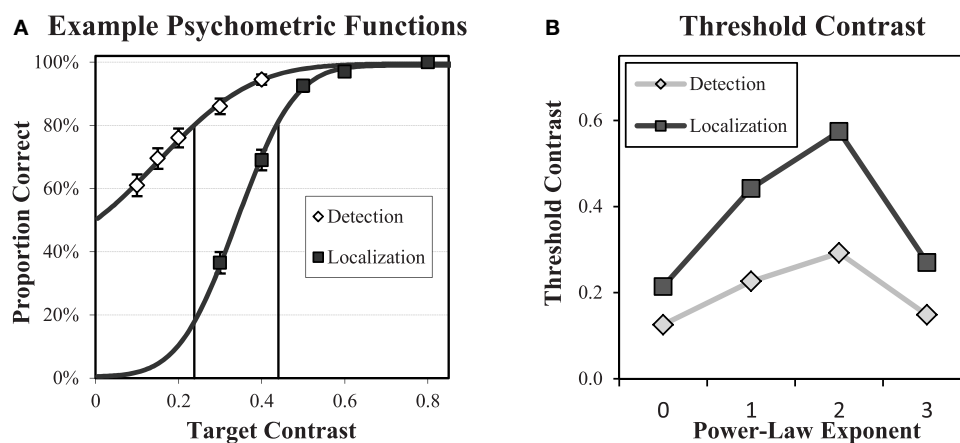 A Example Psychometric Functions
Proportion Correct
100%
80%
60%
40%
20%
0%
Detection
Localization
0 0.2 0.4 0.6 0.8
Target Contrast
B Threshold Contrast
Threshold Contrast
Detection
Localization
0.6
0.4
0.2
0.0
0 1 2 3
Power-Law Exponent